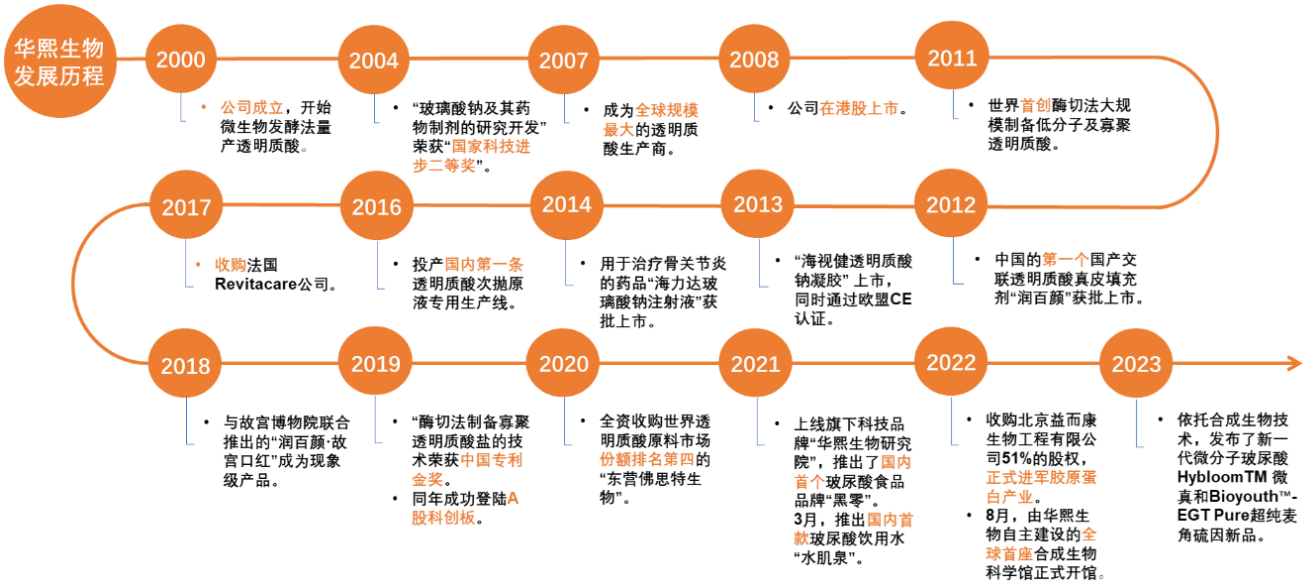 华熙生物
发展历程
2000
• 公司成立，开始
微生物发酵法量
产透明质酸。
2004
• “玻璃酸钠及其药
物制剂的研究开发”
荣获“国家科技进
步二等奖”。
2007
• 成为全球规模
最大的透明质
酸生产商。
2008
• 公司在港股上市。
2011
• 世界首创酶切法大规
模制备低分子及寡聚
透明质酸。
2012
• 中国的第一个国产交
联透明质酸真皮填充
剂“润百颜”获批上市。
2013
• “海视健透明质酸
钠凝胶” 上市，
同时通过欧盟CE
认证。
2014
• 用于治疗骨关节炎
的药品“海力达玻
璃酸钠注射液”获
批上市。
2016
• 投产国内第一条
透明质酸次抛原
液专用生产线。
2017
• 收购法国
Revitacare公司。
2018
• 与故宫博物院联合
推出的“润百颜·故
宫口红”成为现象
级产品。
2019
• “酶切法制备寡聚
透明质酸盐的技
术荣获中国专利
金奖。
• 同年成功登陆A
股科创板。
2020
• 全资收购世界透
明质酸原料市场
份额排名第四的
“东营佛思特生
物”。
2021
• 上线旗下科技品
牌“华熙生物研究
院”，推出了国内
首个玻尿酸食品
品牌“黑零”。
3月，推出国内首
款玻尿酸饮用水
“水肌泉”。
2022
• 收购北京益而康
生物工程有限公
司51%的股权，
正式进军胶原蛋
白产业。
• 8月，由华熙生
物自主建设的全
球首座合成生物
科学馆正式开馆。
2023
• 依托合成生物技
术，发布了新一
代微分子玻尿酸
HybloomTM 微
真和Bioyouth™-
EGT Pure超纯麦
角硫因新品。